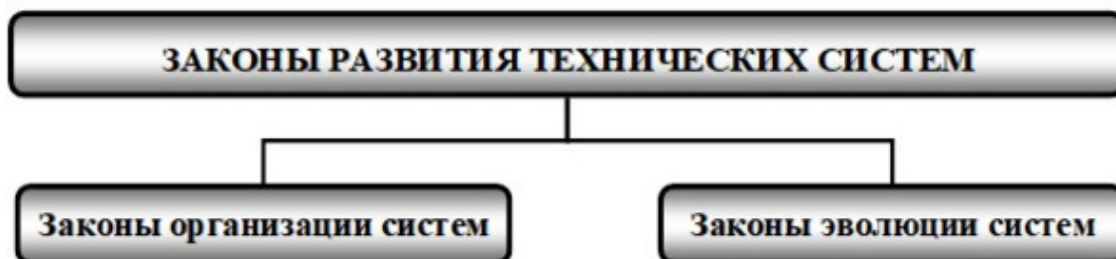 ЗАКОНЫ РАЗВИТИЯ ТЕХНИЧЕСКИХ СИСТЕМ
Законы организации систем
Законы эволюции систем